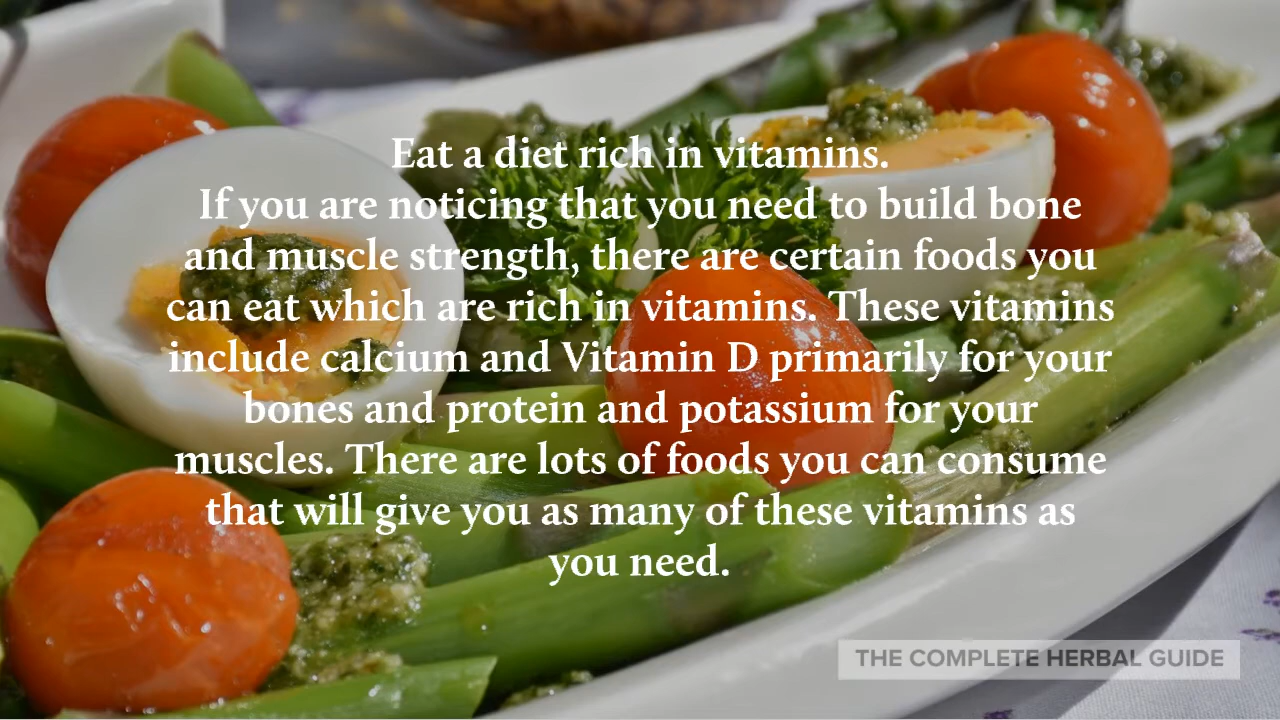 Eat a diet rich in vitamins.
If you are noticing that you need to build bone
and muscle strength, there are certain foods you
can eat which are rich in vitamins. These vitamins
include calcium and Vitamin D primarily for your
bones and protein and potassium for your
muscles. There are lots of foods you can consume
that will give you as many of these vitamins as
you need.
THE COMPLETE HERBAL GUIDE